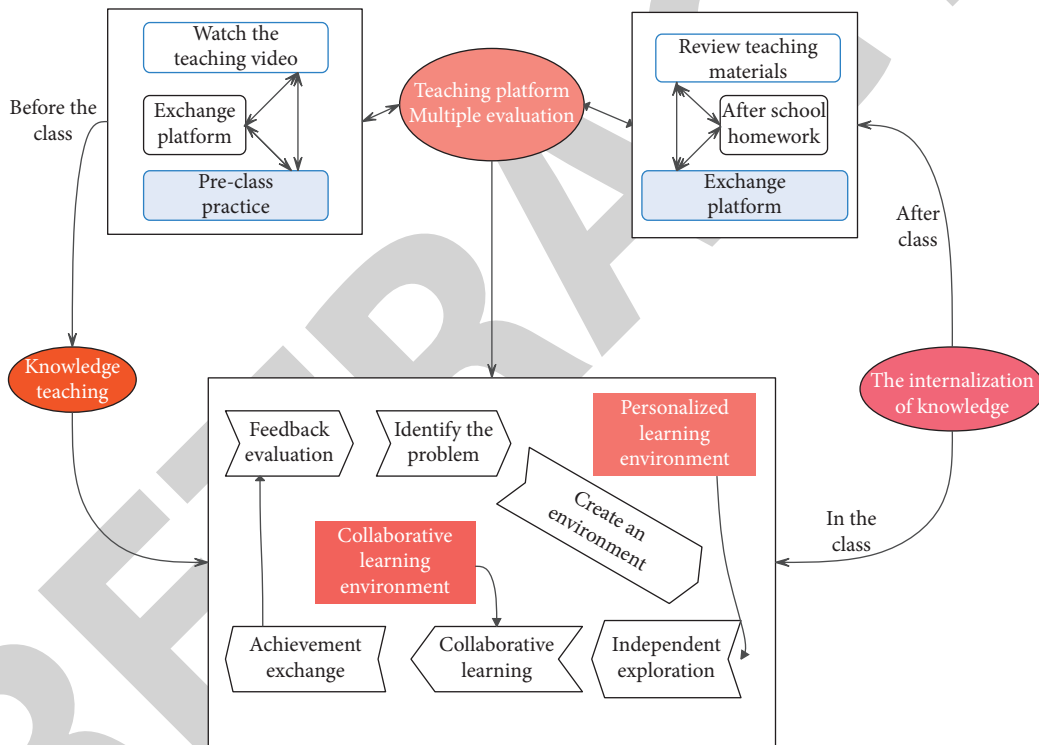 Watch the
teaching video
Exchange
platform
Pre-class
practice
Before the
class
Teaching platform
Multiple evaluation
Review teaching
materials
After school
homework
Exchange
platform
After
class
Knowledge
teaching
The internalization
of knowledge
Feedback
evaluation
Identify the
problem
Personalized
learning
environment
Create an
environment
Collaborative
learning
environment
In the
class
Achievement
exchange
Collaborative
learning
Independent
exploration